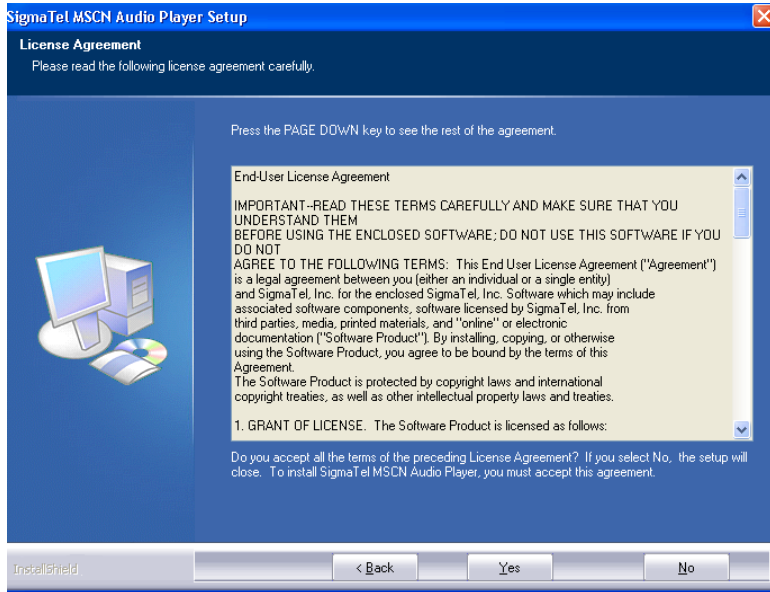 SigmaTel MSCN Audio Player Setup
License Agreement
Please read the following license agreement carefully.
Press the PAGE DOWN key to see the rest of the agreement.
End-User License Agreement
IMPORTANT--READ THESE TERMS CAREFULLY AND MAKE SURE THAT YOU
UNDERSTAND THEM
BEFORE USING THE ENCLOSED SOFTWARE; DO NOT USE THIS SOFTWARE IF YOU
DO NOT
AGREE TO THE FOLLOWING TERMS:  This End User License Agreement ("Agreement")
is a legal agreement between you (either an individual or a single entity)
and SigmaTel, Inc. for the enclosed SigmaTel, Inc. Software which may include
associated software components, software licensed by SigmaTel, Inc. from
third parties, media, printed materials, and "online" or electronic
documentation ("Software Product"). By installing, copying, or otherwise
using the Software Product, you agree to be bound by the terms of this
Agreement.
The Software Product is protected by copyright laws and international
copyright treaties, as well as other intellectual property laws and treaties.
1. GRANT OF LICENSE.  The Software Product is licensed as follows:
Do you accept all the terms of the preceding License Agreement?  If you select No,  the setup will
close.  To install SigmaTel MSCN Audio Player, you must accept this agreement.
InstallShield
< Back
Yes
No